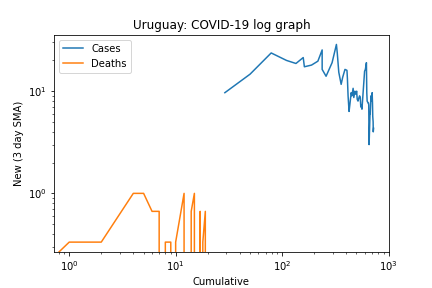 Uruguay: COVID-19 log graph
Cases
Deaths
New (3 day SMA)
10¹
10⁰
10⁰ 10¹ 10² 10³
Cumulative